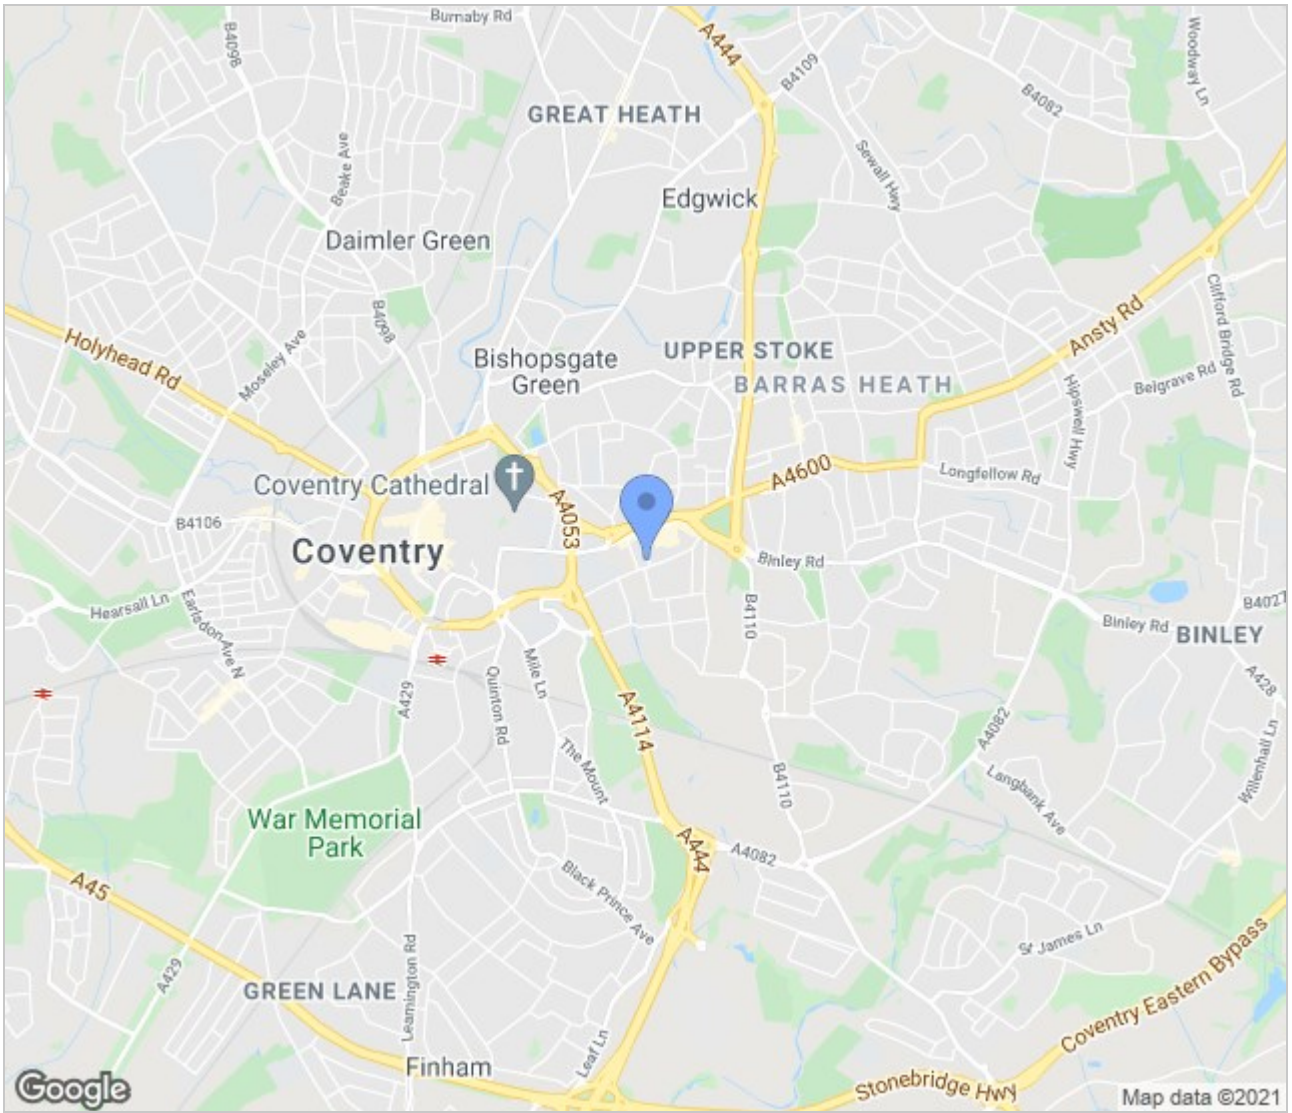 Burnaby Rd
A444
B4098
B4109
Woodway Ln
B4082
GREAT HEATH
Beake Ave
Sewall Hwy
Edgwick
Daimler Green
B4098
Clifford Bridge Rd
Ansty Rd
Holyhead Rd
Moseley Ave
Bishopsgate
Green
UPPER STOKE
BARRAS HEATH
Hipswell Hwy
Belgrave Rd
Coventry Cathedral
A4600
Longfellow Rd
A4053
B4106
Coventry
Binley Rd
Hearsall Ln
Earlsdon Ave N
B4110
B4027
Binley Rd
BINLEY
Mile Ln
Quinton Rd
A429
A428
A4114
A4082
The Mount
B4110
Langbank Ave
Willenhall Ln
War Memorial
Park
A444
A4082
A45
Black Prince Ave
St James Ln
Coventry Eastern Bypass
A429
GREEN LANE
Leamington Rd
Leaf Ln
Finham
Stonebridge Hwy
Google
Map data ©2021